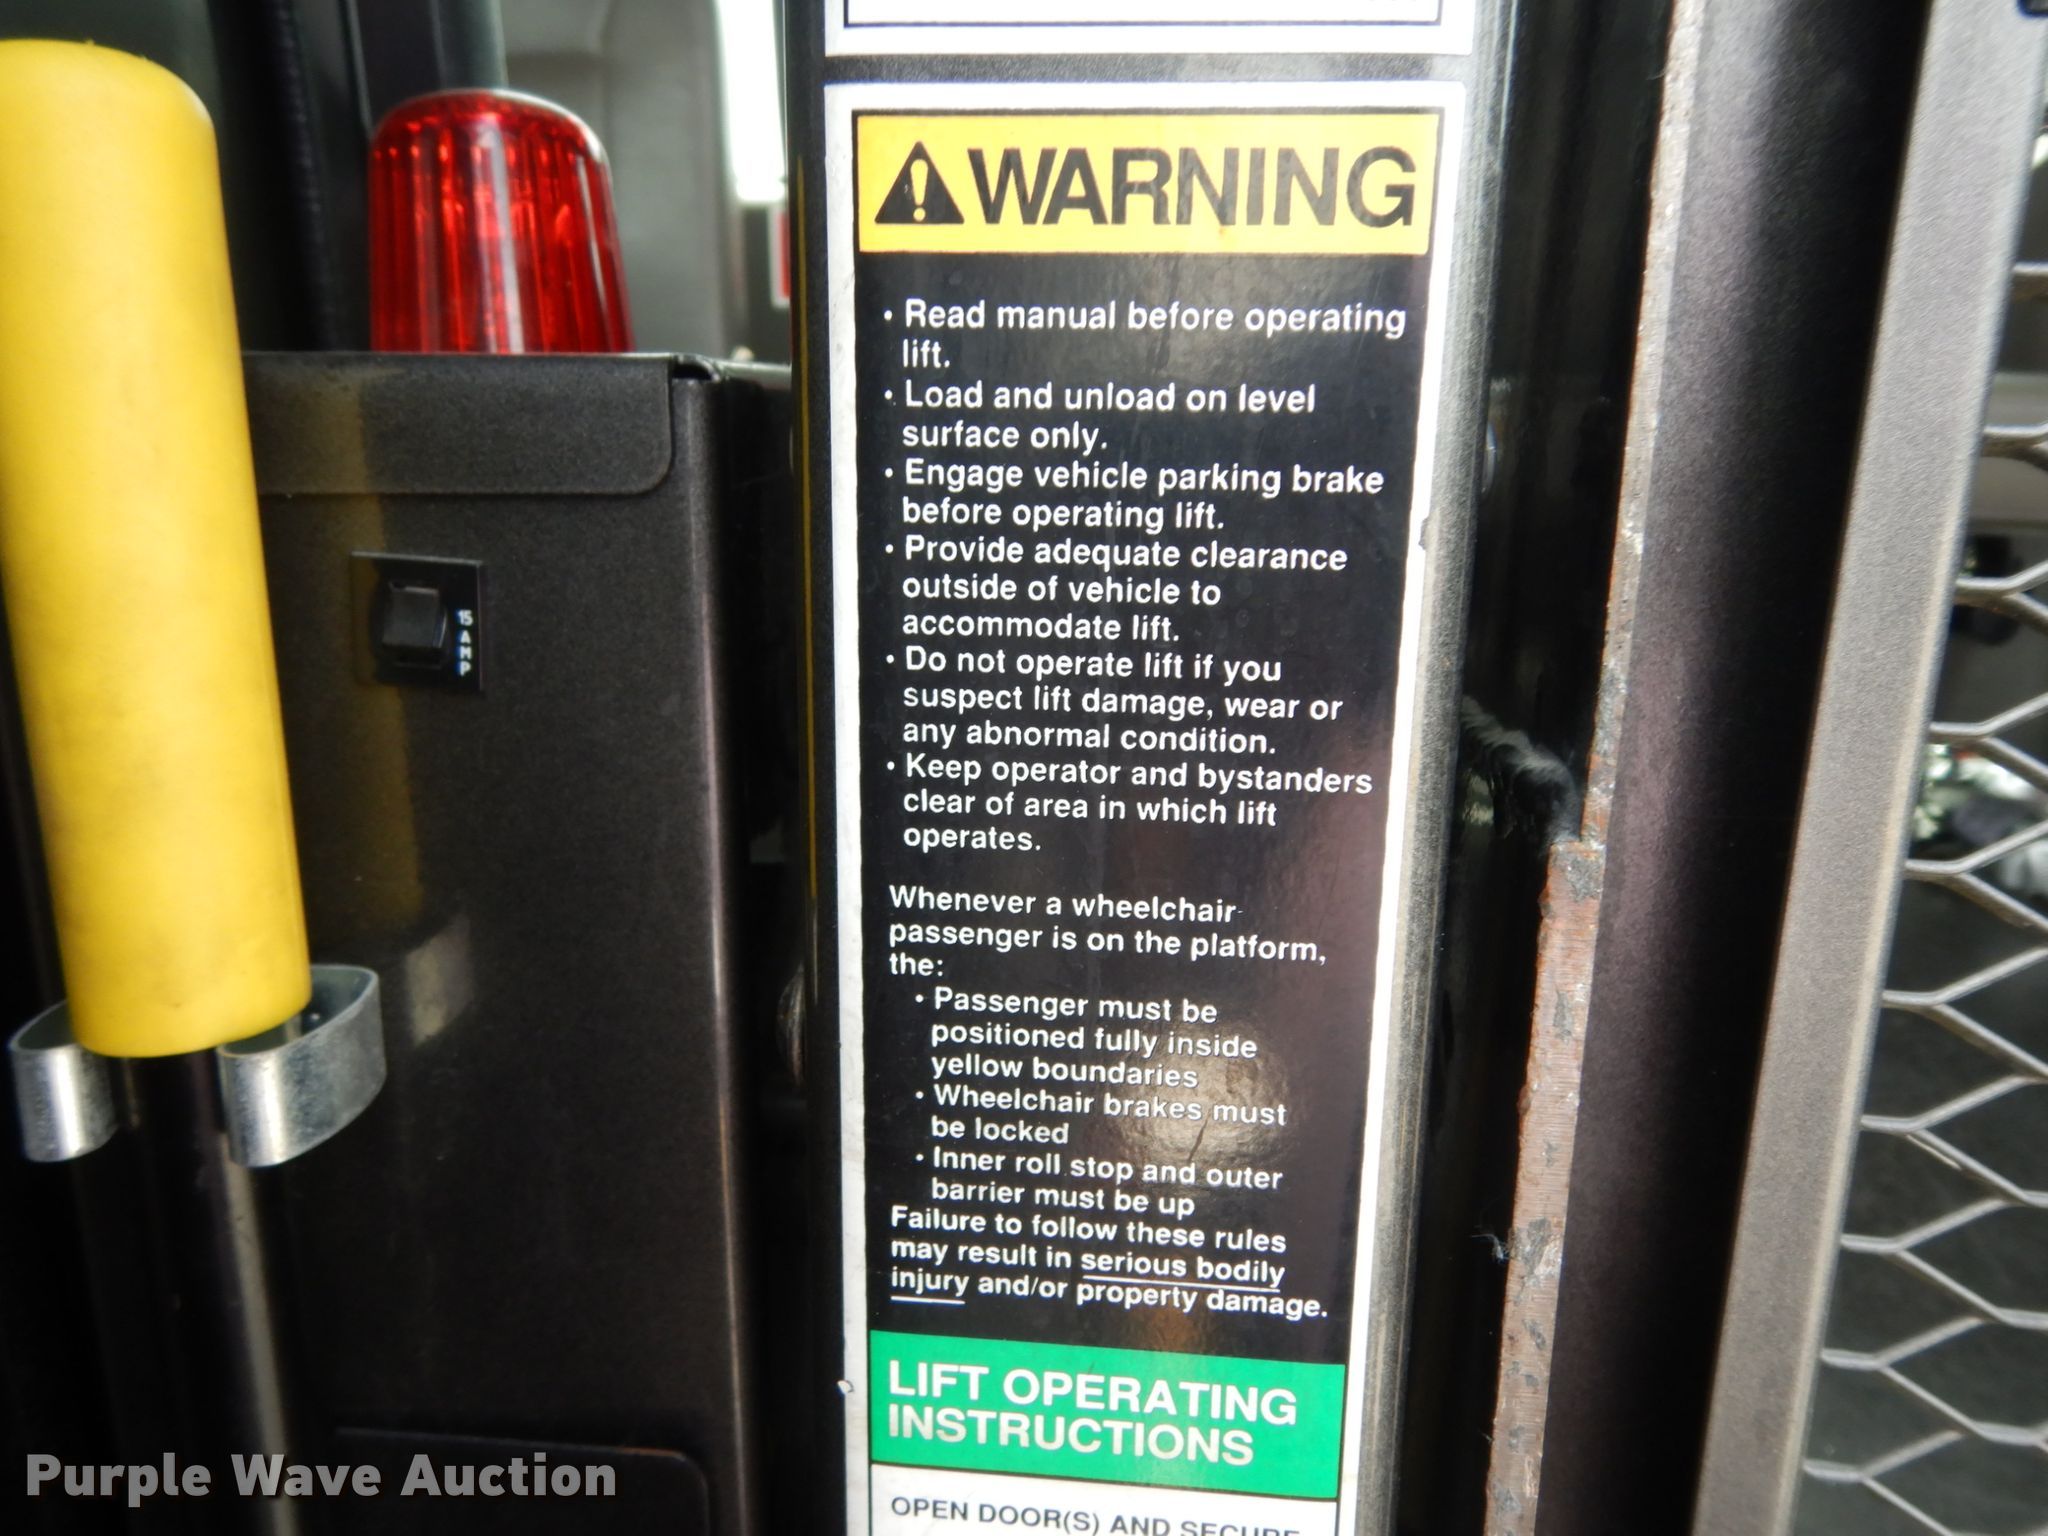 WARNING
• Read manual before operating
lift.
• Load and unload on level
surface only.
• Engage vehicle parking brake
before operating lift.
• Provide adequate clearance
outside of vehicle to
accommodate lift.
• Do not operate lift if you
suspect lift damage, wear or
any abnormal condition.
• Keep operator and bystanders
clear of area in which lift
operates.
Whenever a wheelchair
passenger is on the platform,
the:
• Passenger must be
positioned fully inside
yellow boundaries
• Wheelchair brakes must
be locked
• Inner roll stop and outer
barrier must be up
Failure to follow these rules
may result in serious bodily
injury and/or property damage.
LIFT OPERATING
INSTRUCTIONS
OPEN DOOR(S) AND SECURE
15
A
M
P
Purple Wave Auction